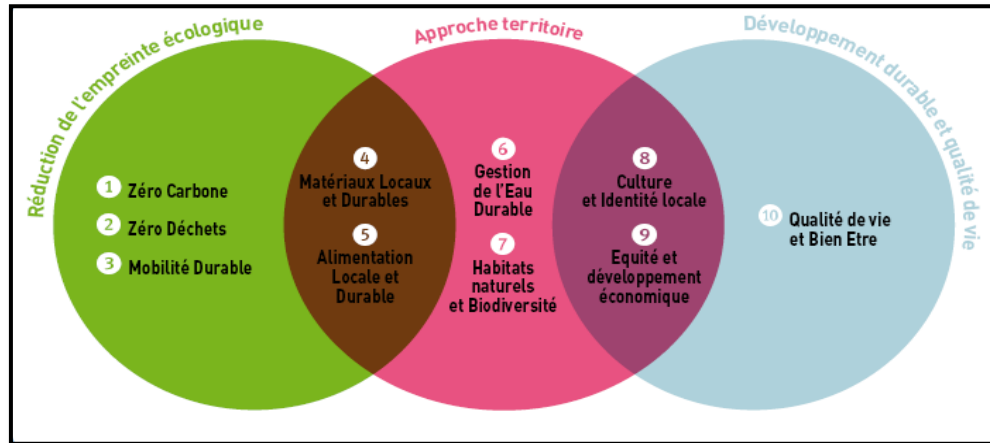 Réduction de l'empreinte écologique
Approche territoire
Développement durable et qualité de vie
1 Zéro Carbone
2 Zéro Déchets
3 Mobilité Durable
4
Matériaux Locaux
et Durables
5
Alimentation
Locale et
Durable
6
Gestion
de l'Eau
Durable
7
Habitats
naturels
et Biodiversité
8
Culture
et Identité locale
9
Equité et
développement
économique
10 Qualité de vie
et Bien Etre